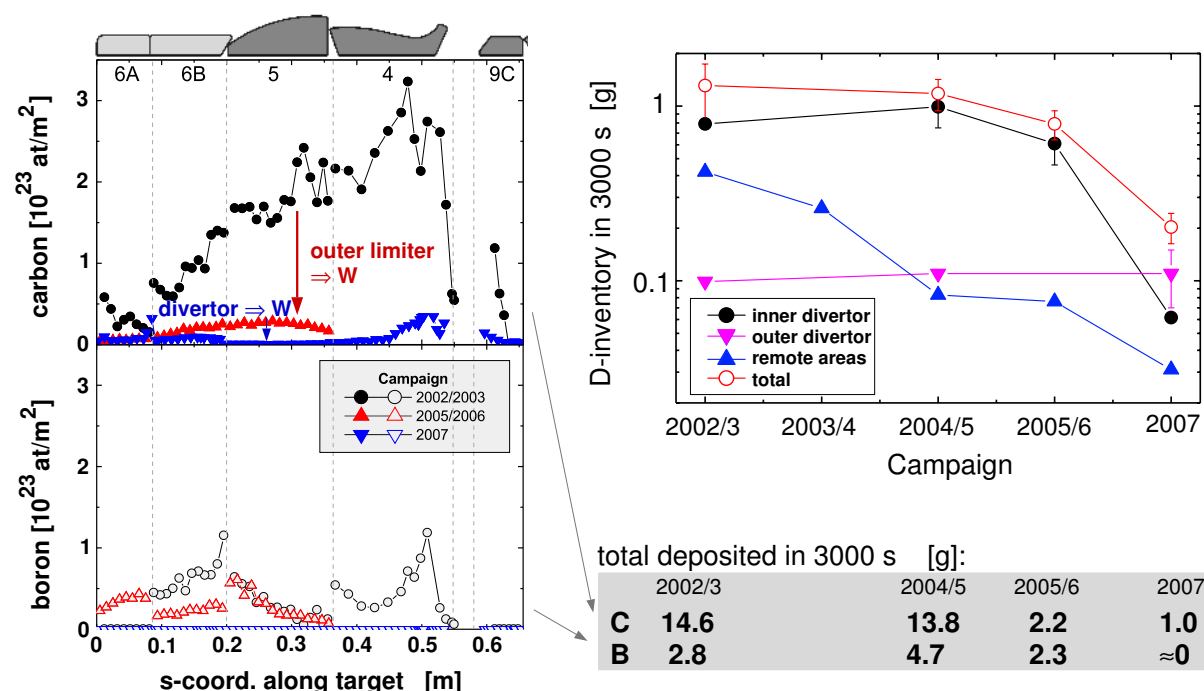 6A 6B 5 4 9C
carbon [10^23 at/m^2]
3
2
1
0
outer limiter
⇒ W
divertor ⇒ W
boron [10^23 at/m^2]
3
2
1
0
Campaign
2002/2003
2005/2006
2007
0 0.1 0.2 0.3 0.4 0.5 0.6
s-coord. along target [m]
D-inventory in 3000 s [g]
1
0.1
inner divertor
outer divertor
remote areas
total
2002/3 2003/4 2004/5 2005/6 2007
Campaign
total deposited in 3000 s [g]:
2002/3 2004/5 2005/6 2007
C 14.6 13.8 2.2 1.0
B 2.8 4.7 2.3 ≈0